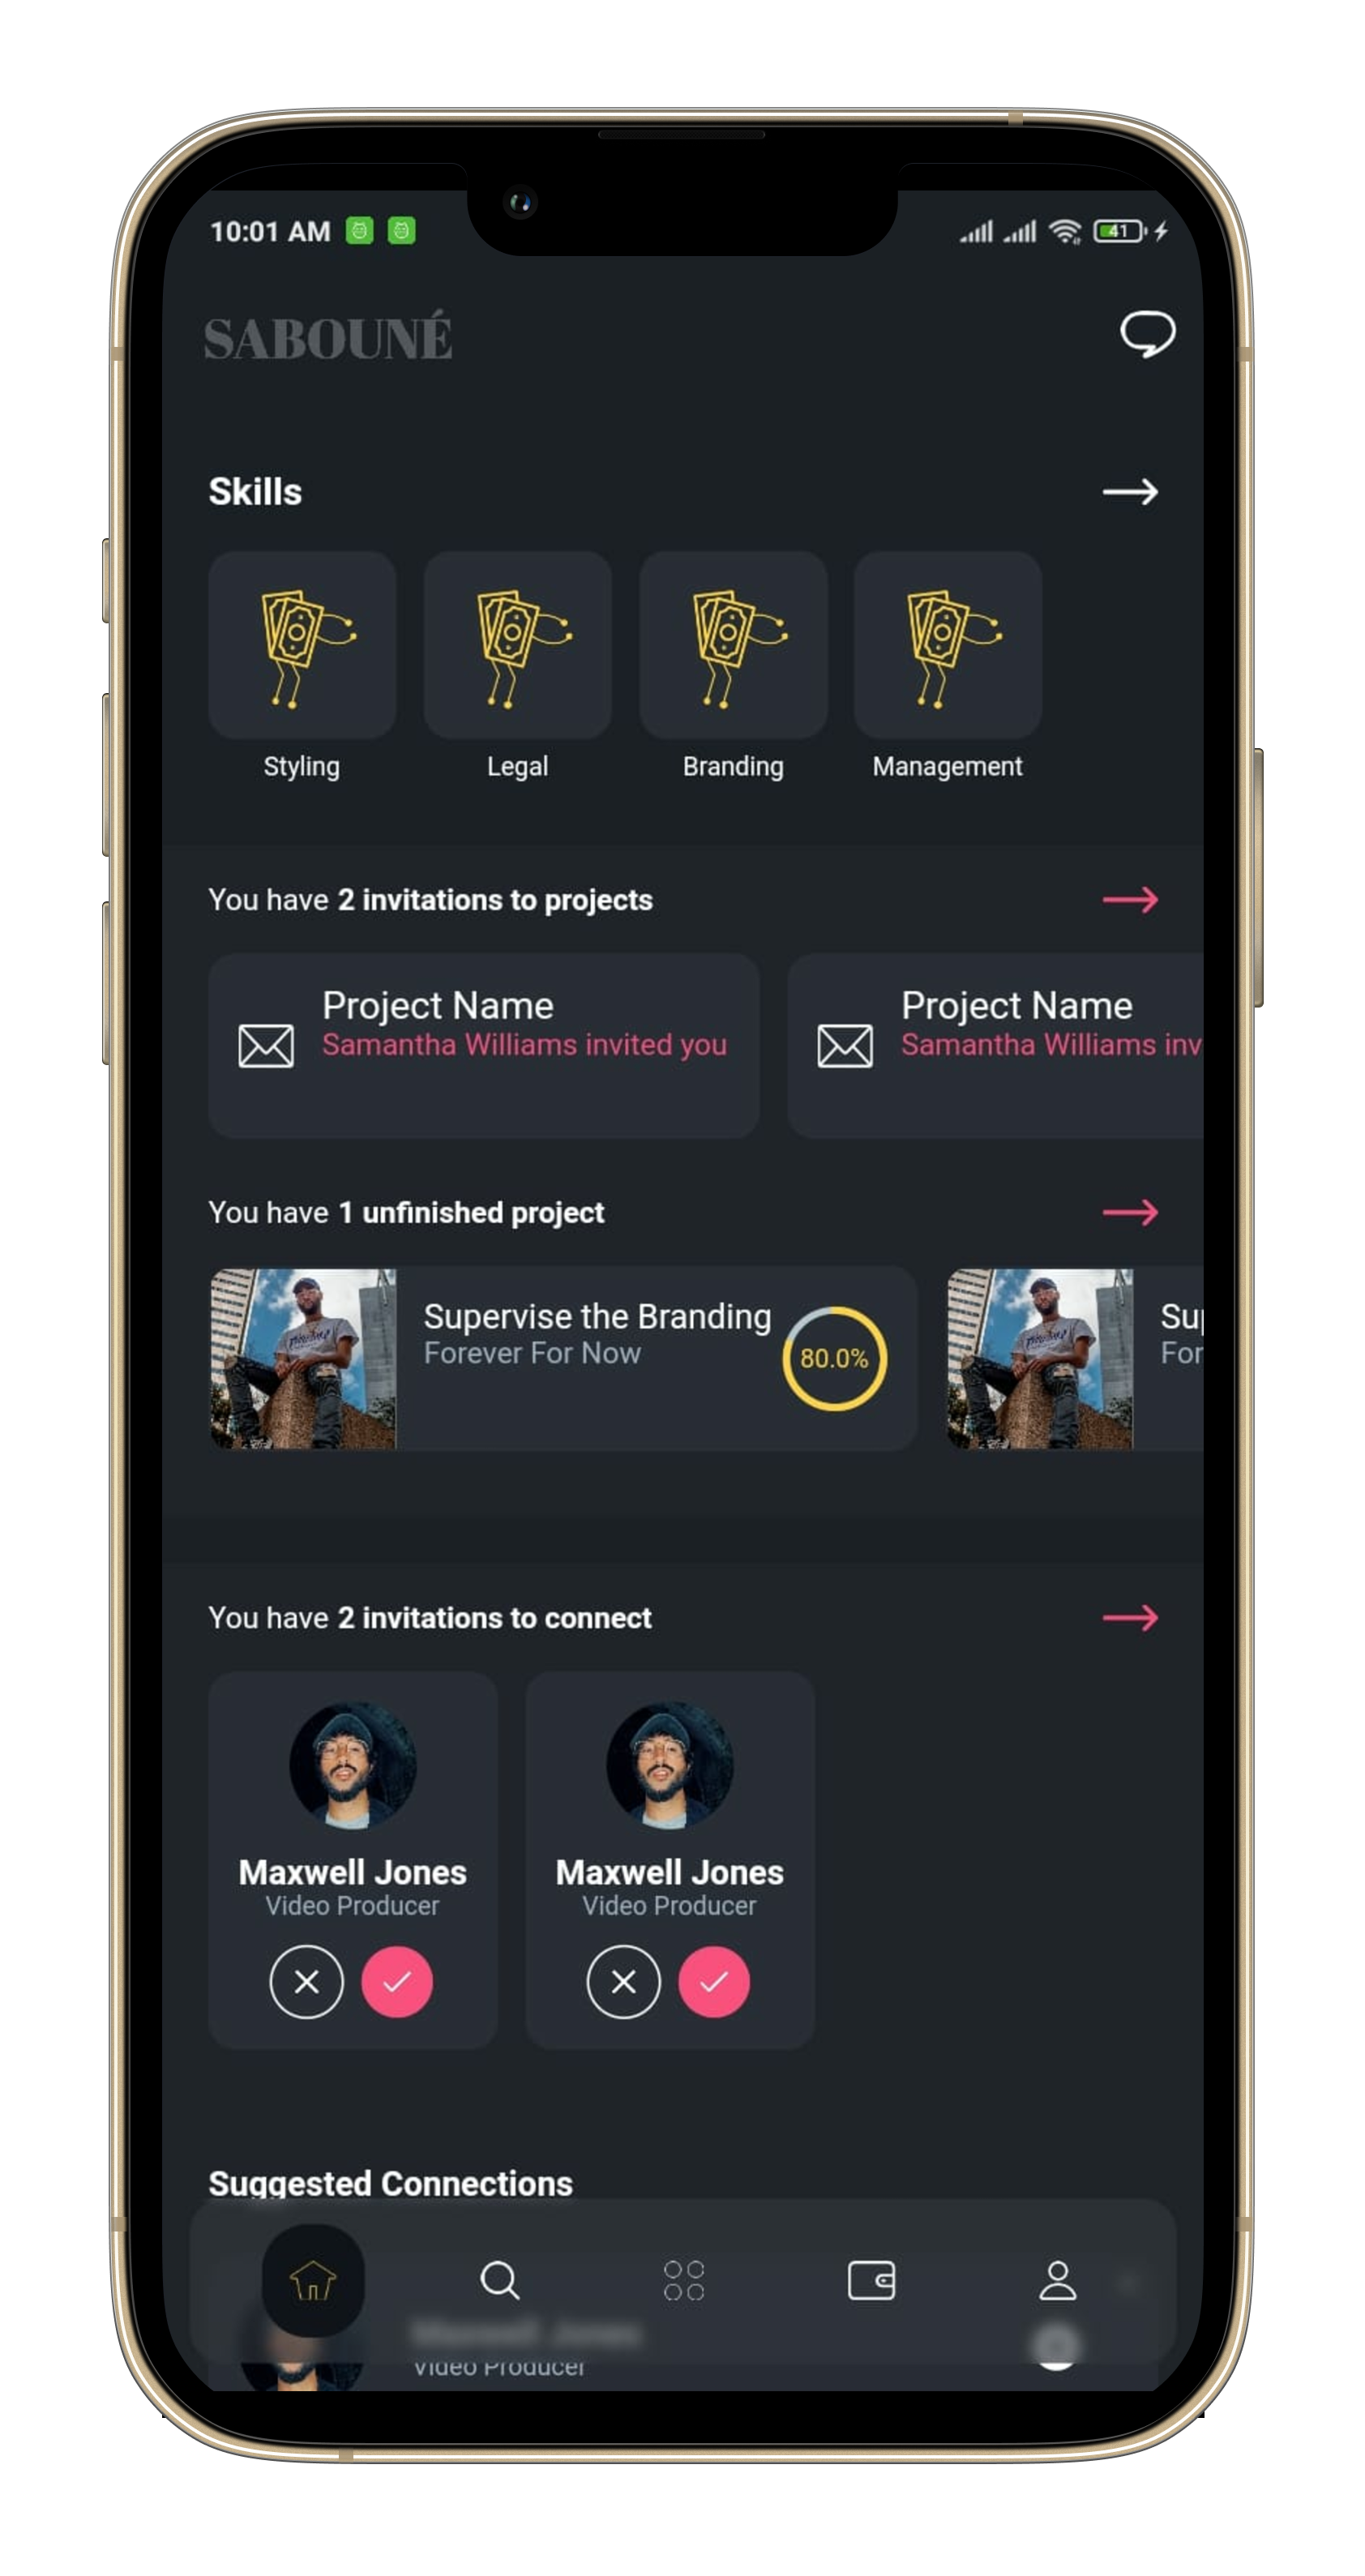 10:01 AM
41
SABOUNÉ
Skills
Styling Legal Branding Management
You have 2 invitations to projects
Project Name Project Name
Samantha Williams invited you Samantha Williams inv
You have 1 unfinished project
Supervise the Branding Sup
Forever For Now For
80.0%
You have 2 invitations to connect
Maxwell Jones Maxwell Jones
Video Producer Video Producer
Suggested Connections
Maxwell Jones
Video Producer